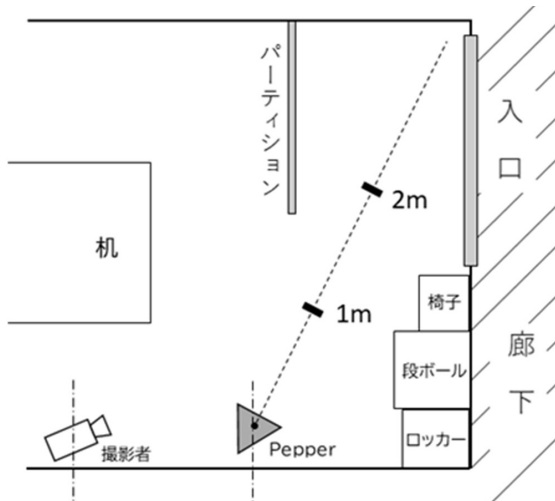 パーティション
入口
2m
机
椅子
1m
廊下
段ボール
ロッカー
撮影者
Pepper